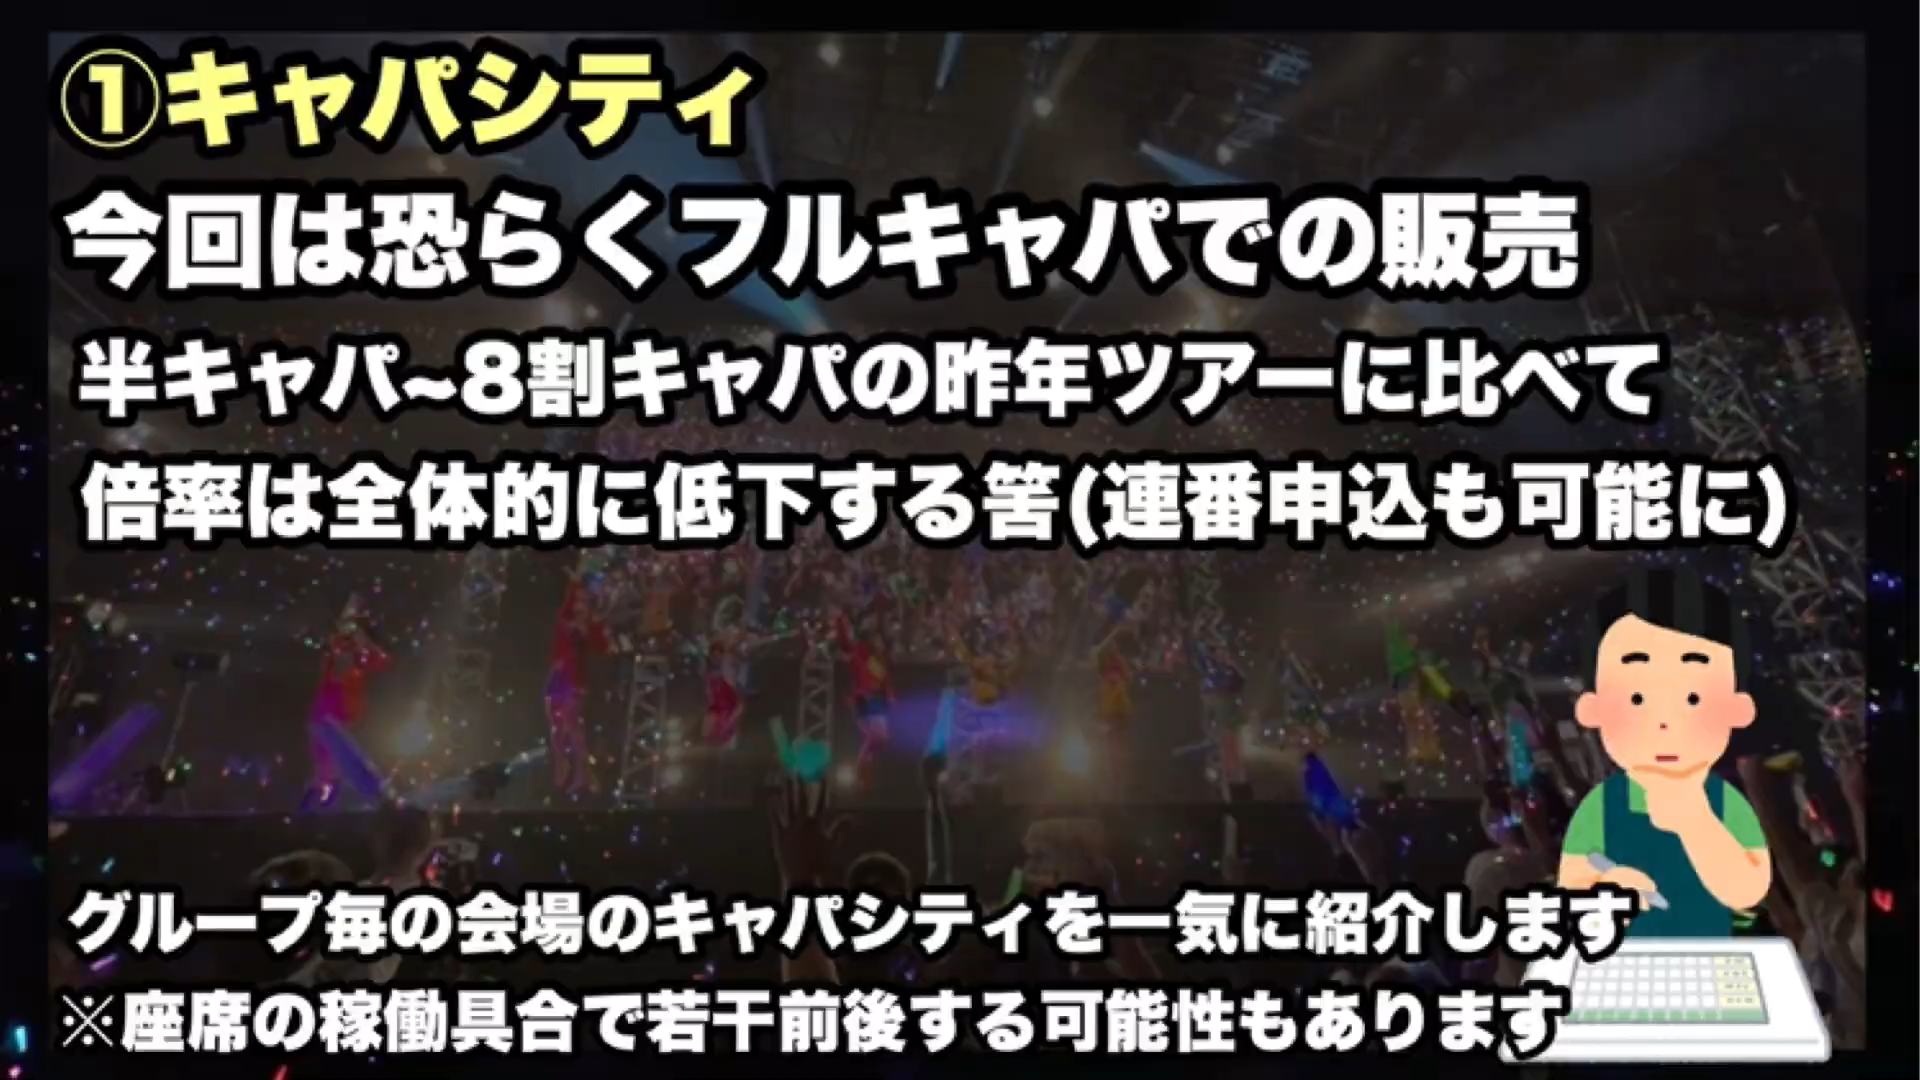 ①キャパシティ
今回は恐らくフルキャパでの販売
半キャパ~8割キャパの昨年ツアーに比べて
倍率は全体的に低下する筈(連番申込も可能に)
グループ毎の会場のキャパシティを一気に紹介します
※座席の稼働具合で若干前後する可能性もあります